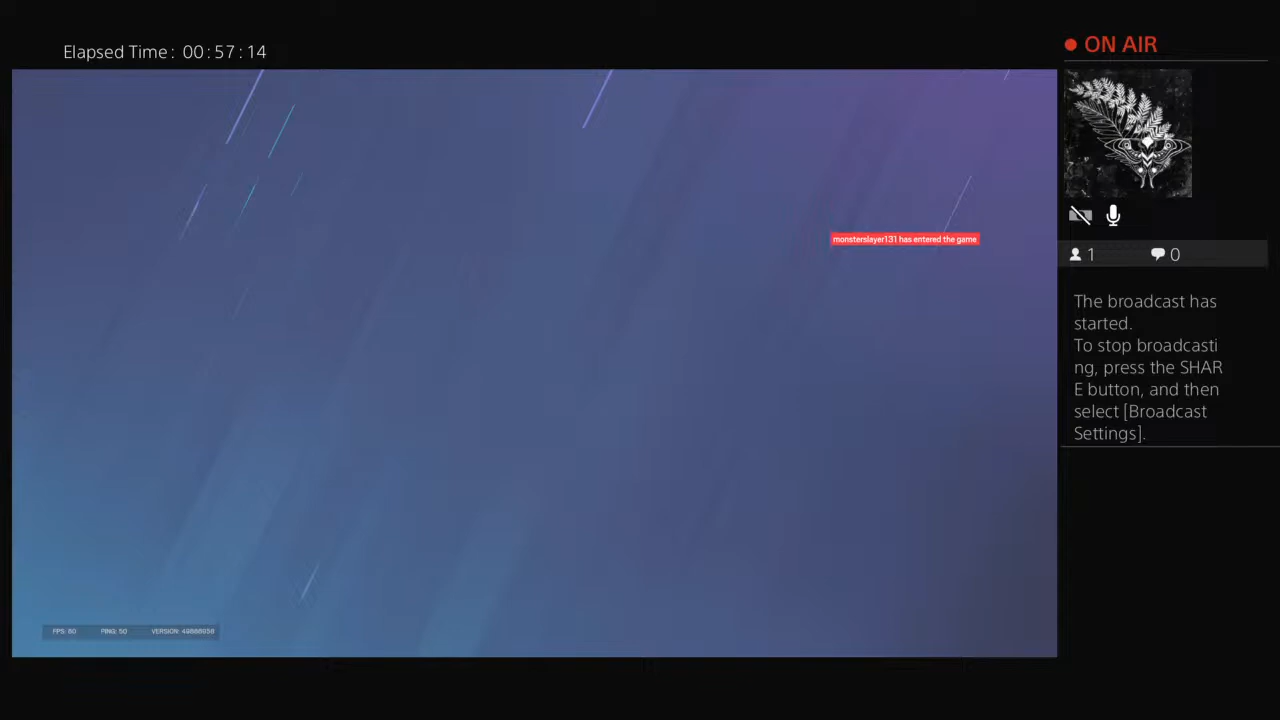 Elapsed Time: 00:57:14
ON AIR
monsterslayer131 has entered the game
1
0
The broadcast has
started.
To stop broadcasti
ng, press the SHAR
E button, and then
select [Broadcast
Settings].
FPS: 60 PING: 50 VERSION: 49866956